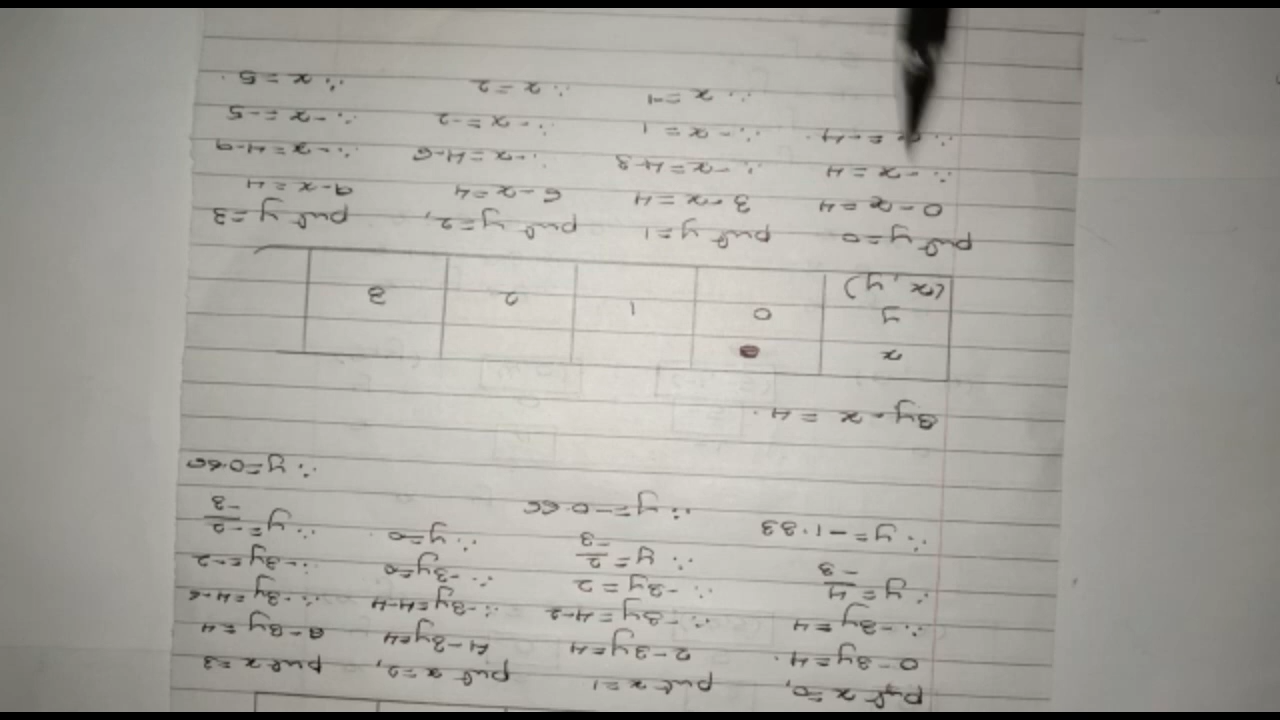 put x=0, put x=1 put x=2, put x=3
0-3y=4. 2-3y=4 4-3y=4 6-3y=4
∴ -3y=4 ∴ -3y=4-2 ∴ -3y=4-4 ∴ -3y=4-6
∴ y=4/-3 ∴ -3y=2 ∴ -3y=0 ∴ -3y=-2
∴ y=-1.33 ∴ y=2/-3 ∴ y=0 ∴ y=-2/-3
∴ y=-0.66 ∴ y=0.66
3y-x=4.
x
y 0 1 2 3
(x,y)
put y=0 put y=1 put y=2, put y=3
0-x=4 3-x=4 6-x=4 9-x=4
∴ -x=4 ∴ -x=4-3 ∴ -x=4-6 ∴ -x=4-9
∴ x=-4. ∴ -x=1 ∴ -x=-2 ∴ -x=-5
∴ x=-1 ∴ x=2 ∴ x=5.